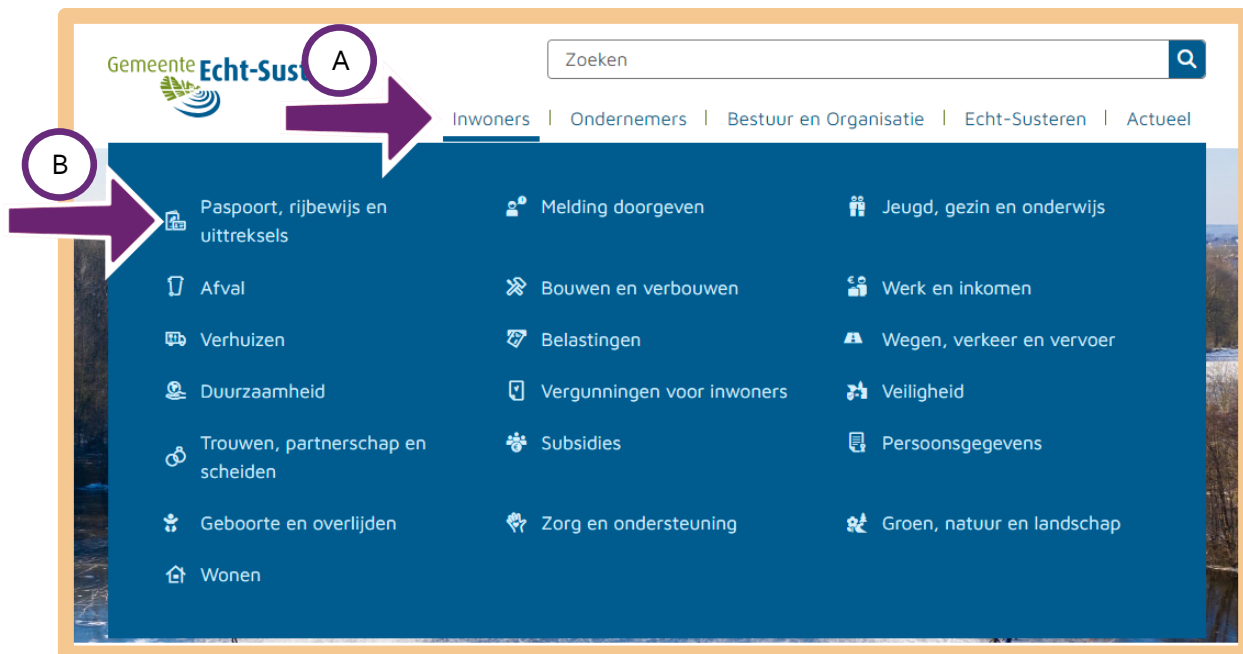 A
Zoeken
Gemeente Echt-Sust
Inwoners
Ondernemers
Bestuur en Organisatie
Echt-Susteren
Actueel
B
Paspoort, rijbewijs en
uittreksels
Melding doorgeven
Jeugd, gezin en onderwijs
Afval
Bouwen en verbouwen
Werk en inkomen
Verhuizen
Belastingen
Wegen, verkeer en vervoer
Duurzaamheid
Vergunningen voor inwoners
Veiligheid
Trouwen, partnerschap en
scheiden
Subsidies
Persoonsgegevens
Geboorte en overlijden
Zorg en ondersteuning
Groen, natuur en landschap
Wonen